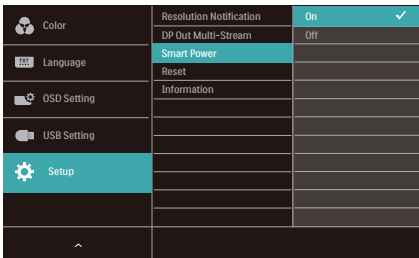 Color
TXT
Language
OSD Setting
USB Setting
Setup
Resolution Notification
DP Out Multi-Stream
Smart Power
Reset
Information
On
Off